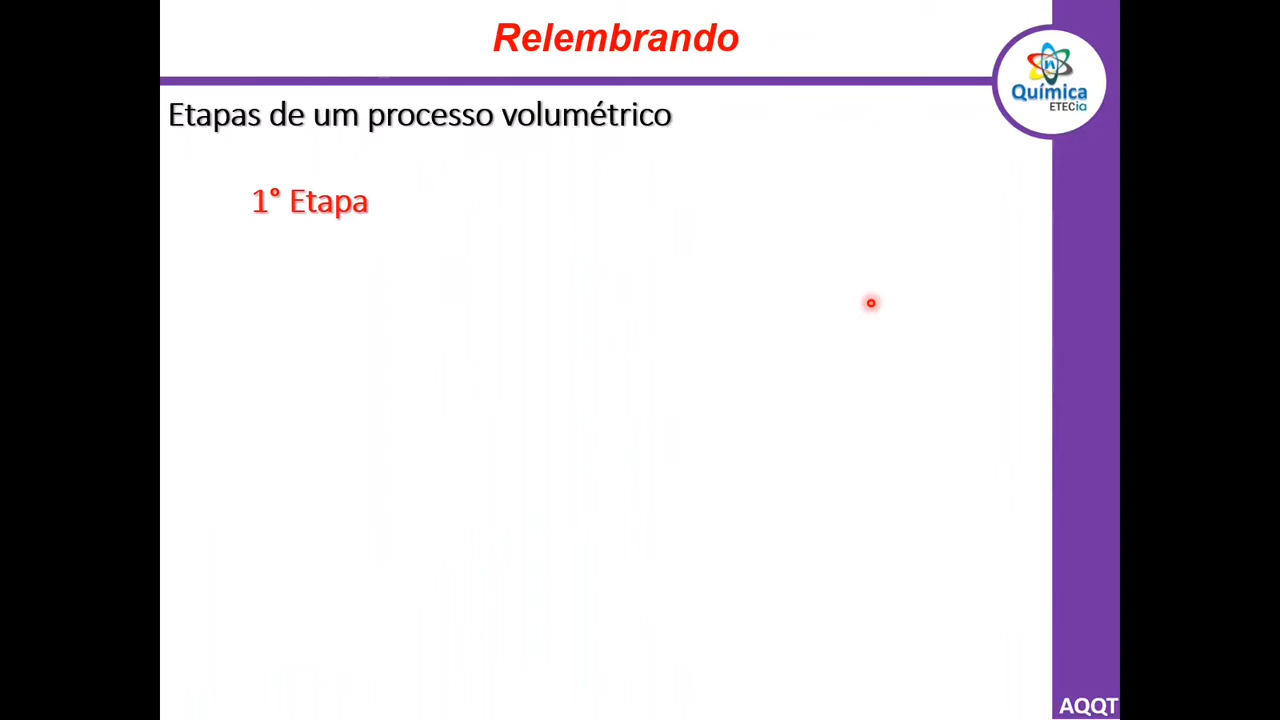 Relembrando
Química
ETECia
Etapas de um processo volumétrico
1° Etapa
AQQT